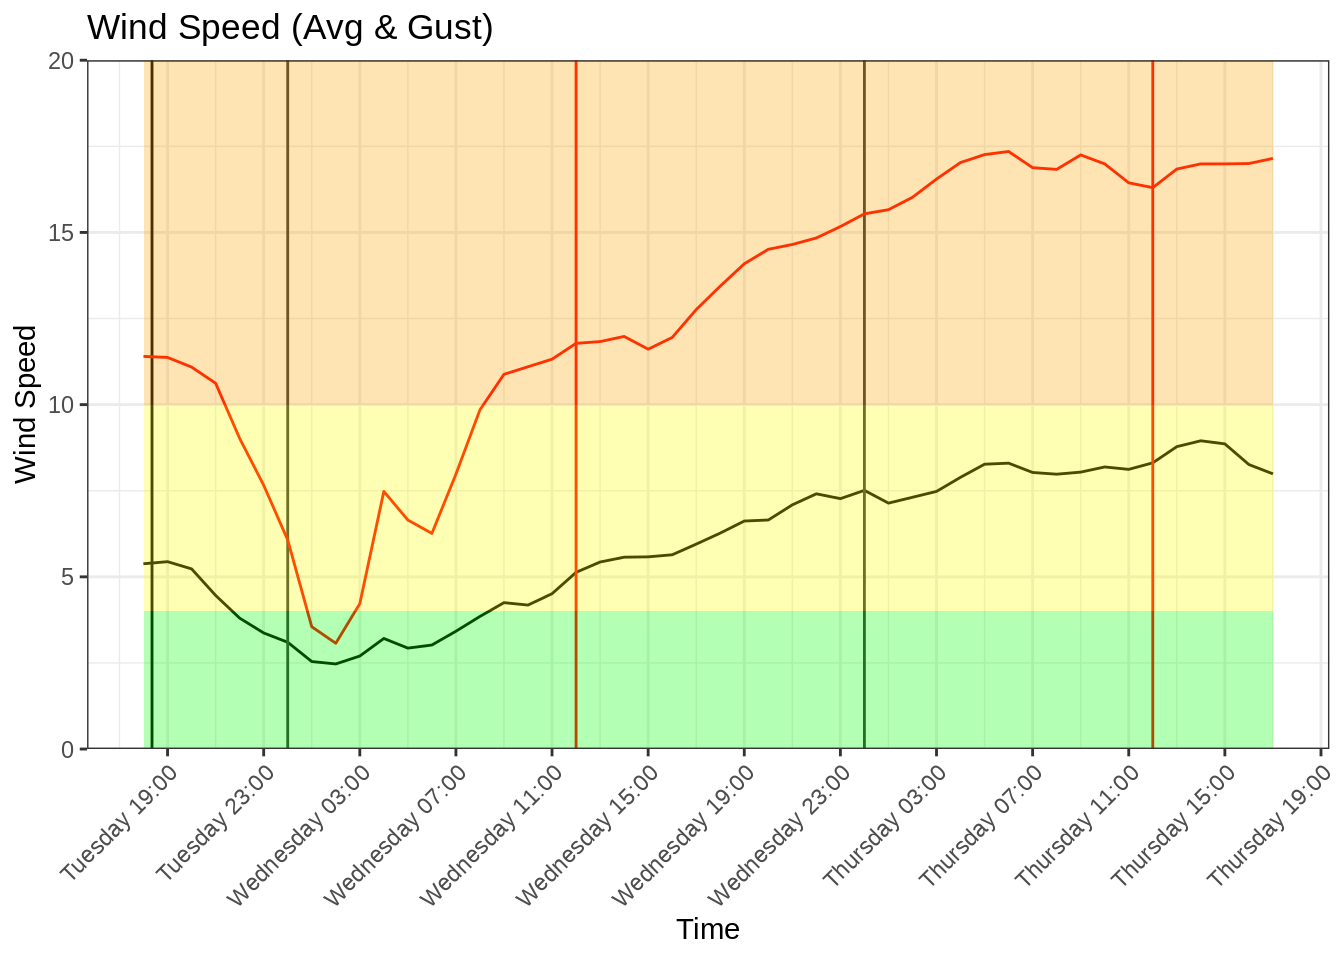 Wind Speed (Avg & Gust)
Wind Speed
20
15
10
5
0
Tuesday 19:00
Tuesday 23:00
Wednesday 03:00
Wednesday 07:00
Wednesday 11:00
Wednesday 15:00
Wednesday 19:00
Wednesday 23:00
Thursday 03:00
Thursday 07:00
Thursday 11:00
Thursday 15:00
Thursday 19:00
Time